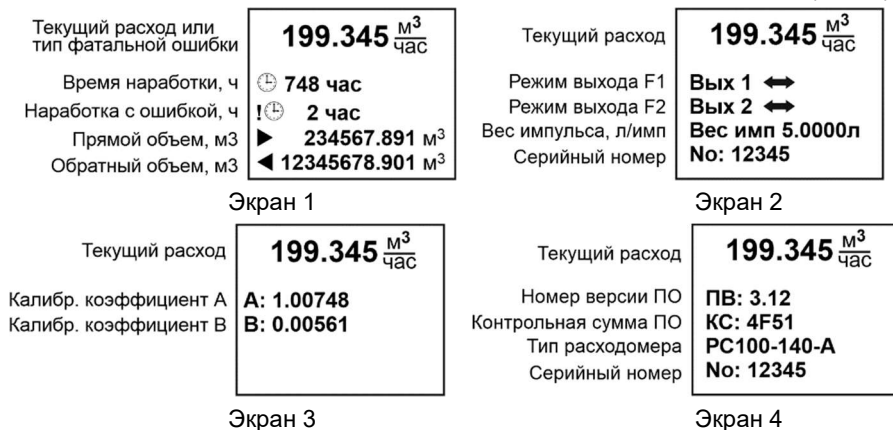 Текущий расход или
тип фатальной ошибки
199.345 м³/час
Время наработки, ч
748 час
Наработка с ошибкой, ч
! 2 час
Прямой объем, м3
▶ 234567.891 м³
Обратный объем, м3
◀ 12345678.901 м³
Экран 1
Текущий расход
199.345 м³/час
Режим выхода F1
Вых 1 ⬌
Режим выхода F2
Вых 2 ⬌
Вес импульса, л/имп
Вес имп 5.0000л
Серийный номер
No: 12345
Экран 2
Текущий расход
199.345 м³/час
Калибр. коэффициент А
A: 1.00748
Калибр. коэффициент В
B: 0.00561
Экран 3
Текущий расход
199.345 м³/час
Номер версии ПО
ПВ: 3.12
Контрольная сумма ПО
КС: 4F51
Тип расходомера
РС100-140-А
Серийный номер
No: 12345
Экран 4